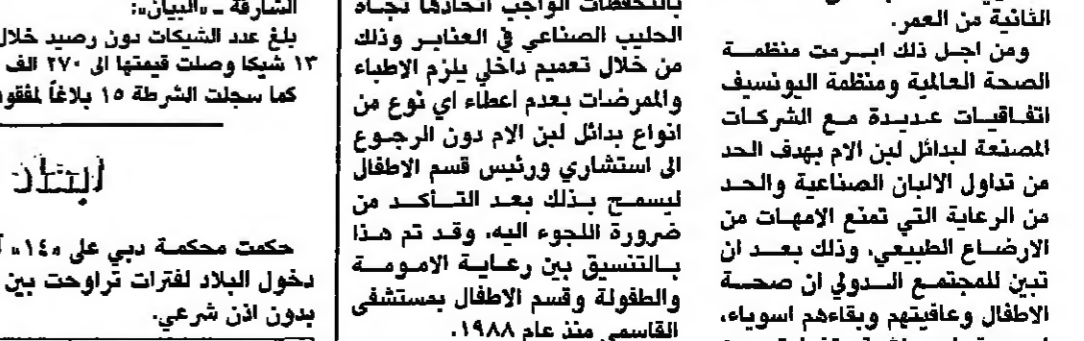 الثانية من العمر.
ومن اجل ذلك ابرمت منظمة
الصحة العالمية ومنظمة اليونسيف
اتفاقيات عديدة مع الشركات
المصنعة لبدائل لبن الام بهدف الحد
من تداول الالبان الصناعية والحد
من الرعاية التي تمنع الامهات من
الارضاع الطبيعي، وذلك بعد ان
تبين للمجتمع الدولي ان صحة
الاطفال وعافيتهم وبقاءهم اسوياء،
بالتحفظات الواجب اتخاذها تجاه
الحليب الصناعي في العنابر وذلك
من خلال تعميم داخلي يلزم الاطباء
والممرضات بعدم اعطاء اي نوع من
انواع بدائل لبن الام دون الرجوع
الى استشاري ورئيس قسم الاطفال
ليسمح بذلك بعد التأكد من
ضرورة اللجوء اليه، وقد تم هذا
بالتنسيق بين رعاية الامومة
والطفولة وقسم الاطفال بمستشفى
القاسمي منذ عام ١٩٨٨.
الشارقة ـ «البيان»:
بلغ عدد الشيكات دون رصيد خلال
١٣ شيكا وصلت قيمتها الى ٢٧٠ الف
كما سجلت الشرطة ١٥ بلاغاً لمفقود
البيان
حكمت محكمة دبي على «١٤»
دخول البلاد لفترات تراوحت بين
بدون اذن شرعي.